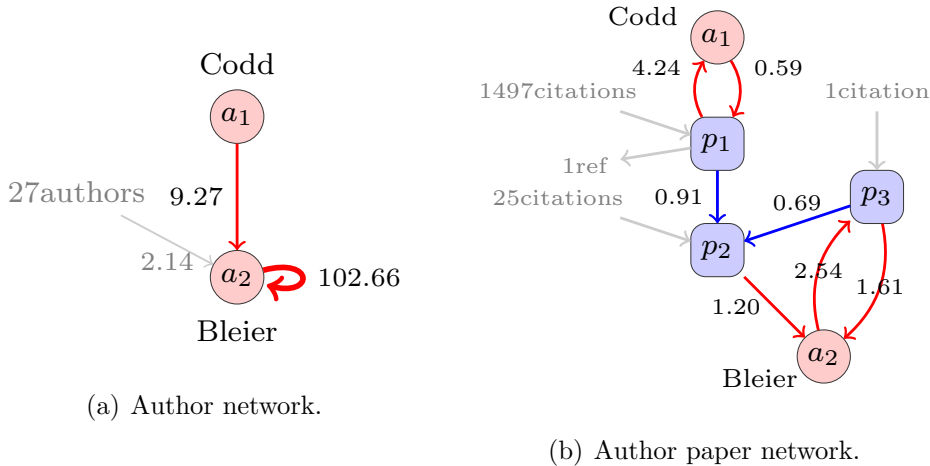 Codd
a1
9.27
27authors
2.14
a2
102.66
Bleier
(a) Author network.
Codd
a1
4.24
0.59
1497citations
1citation
p1
1ref
0.91
25citations
0.69
p3
p2
2.54
1.61
1.20
a2
Bleier
(b) Author paper network.